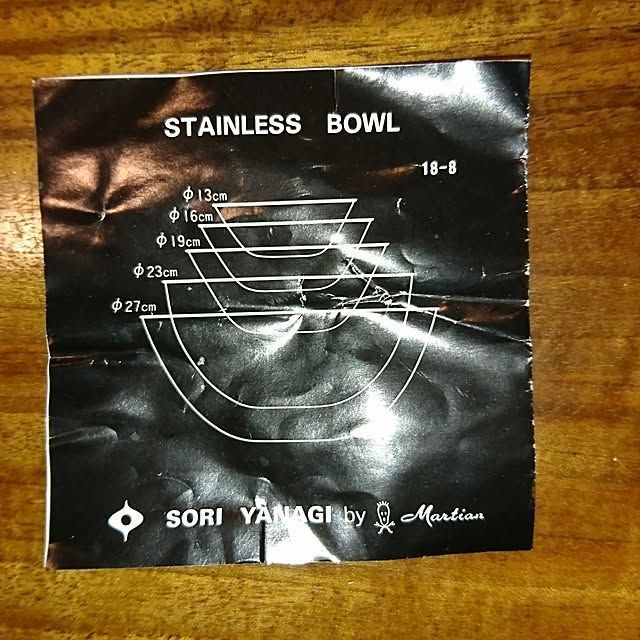 STAINLESS BOWL
18-8
φ13cm
φ16cm
φ19cm
φ23cm
φ27cm
SORI YANAGI by Martian